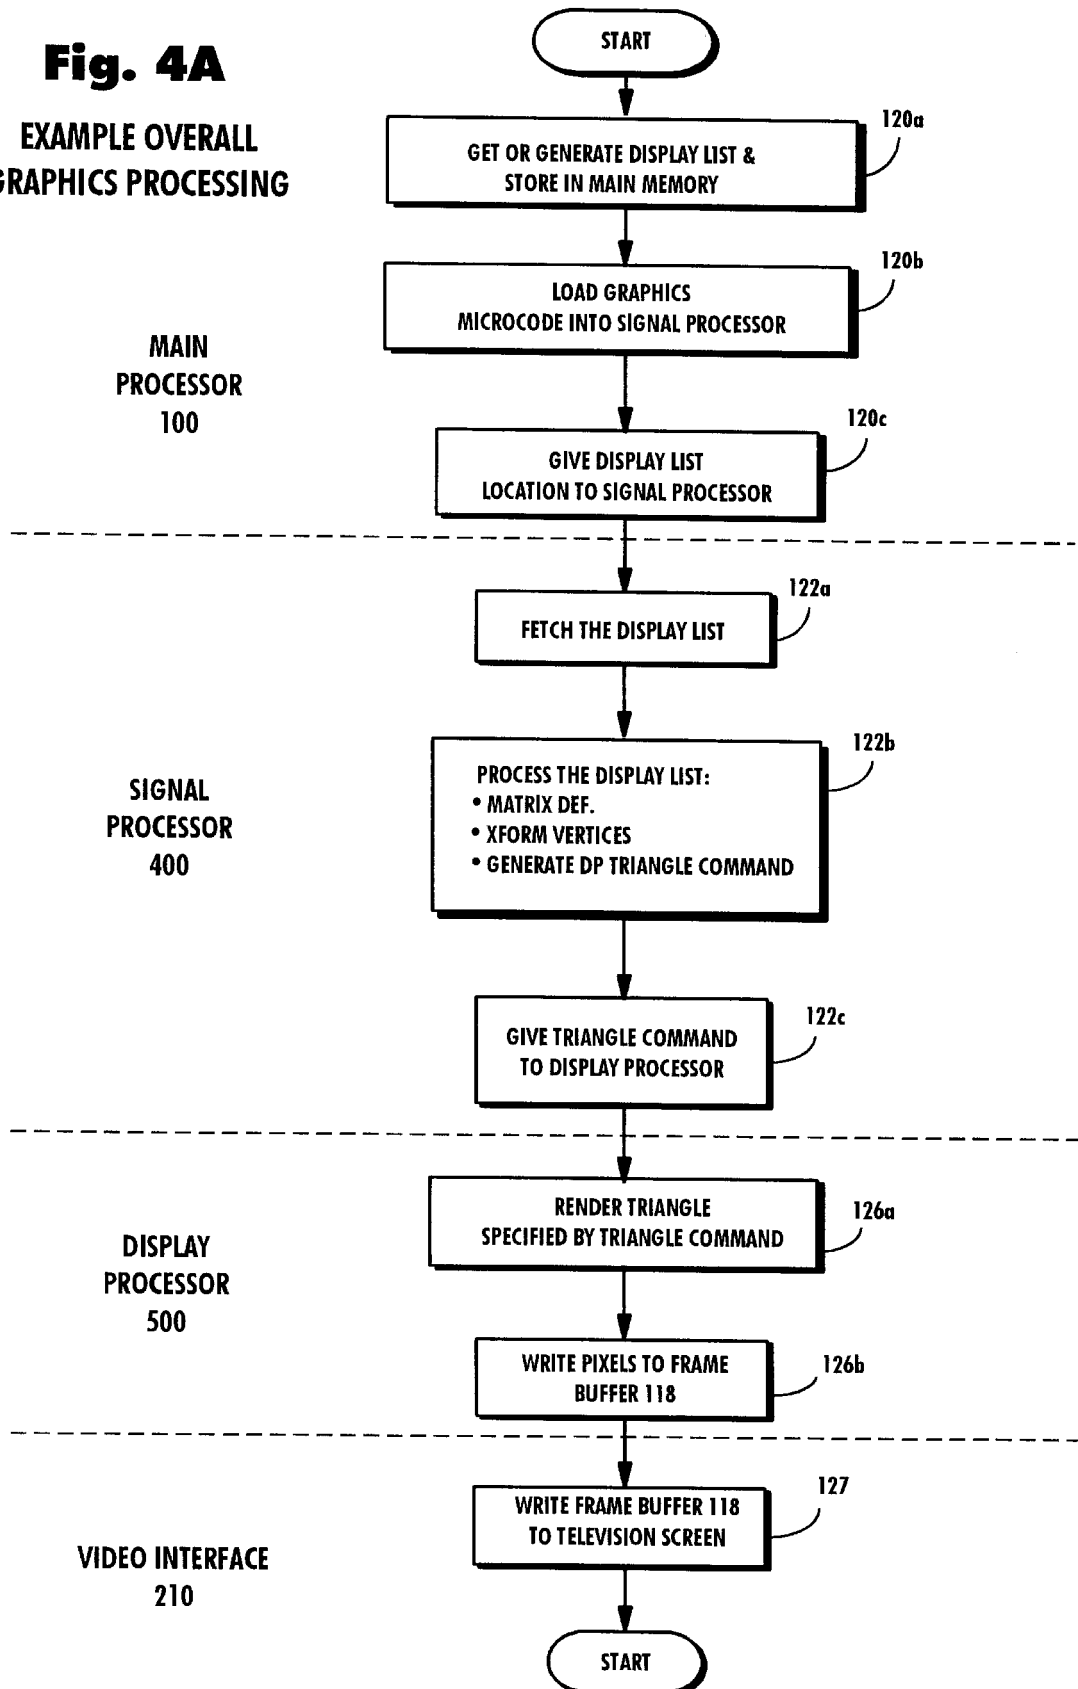 Fig. 4A
EXAMPLE OVERALL
GRAPHICS PROCESSING
START
120a
GET OR GENERATE DISPLAY LIST &
STORE IN MAIN MEMORY
120b
LOAD GRAPHICS
MICROCODE INTO SIGNAL PROCESSOR
MAIN
PROCESSOR
100
120c
GIVE DISPLAY LIST
LOCATION TO SIGNAL PROCESSOR
122a
FETCH THE DISPLAY LIST
SIGNAL
PROCESSOR
400
122b
PROCESS THE DISPLAY LIST:
• MATRIX DEF.
• XFORM VERTICES
• GENERATE DP TRIANGLE COMMAND
122c
GIVE TRIANGLE COMMAND
TO DISPLAY PROCESSOR
DISPLAY
PROCESSOR
500
126a
RENDER TRIANGLE
SPECIFIED BY TRIANGLE COMMAND
126b
WRITE PIXELS TO FRAME
BUFFER 118
VIDEO INTERFACE
210
127
WRITE FRAME BUFFER 118
TO TELEVISION SCREEN
START